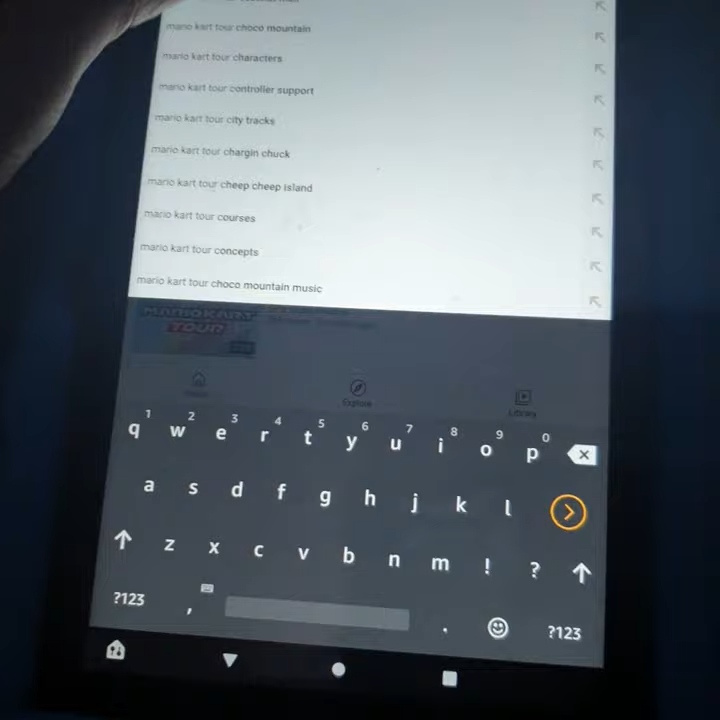 mario kart tour choco mountain
mario kart tour characters
mario kart tour controller support
mario kart tour city tracks
mario kart tour chargin chuck
mario kart tour cheep cheep island
mario kart tour courses
mario kart tour concepts
mario kart tour choco mountain music
MARIO KART
TOUR
Explore
Library
1 2 3 4 5 6 7 8 9 0
q w e r t y u i o p
a s d f g h j k l
z x c v b n m ! ?
?123 , . ?123